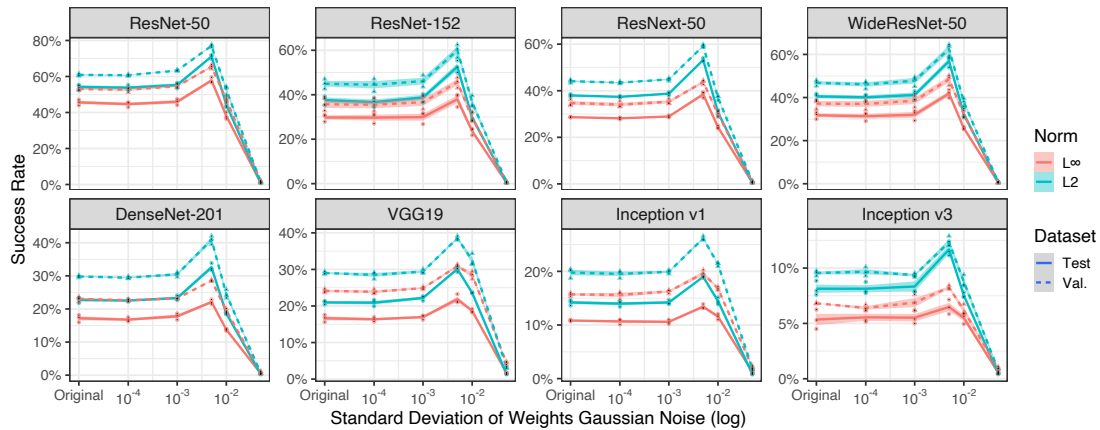 ResNet-50 ResNet-152 ResNext-50 WideResNet-50
80% 60% 40% 20% 0%
60% 40% 20% 0%
60% 40% 20% 0%
60% 40% 20% 0%
DenseNet-201 VGG19 Inception v1 Inception v3
40% 30% 20% 10% 0%
40% 30% 20% 10% 0%
20% 10% 0%
10% 5% 0%
Success Rate
Original 10⁻⁴ 10⁻³ 10⁻²
Original 10⁻⁴ 10⁻³ 10⁻²
Original 10⁻⁴ 10⁻³ 10⁻²
Original 10⁻⁴ 10⁻³ 10⁻²
Standard Deviation of Weights Gaussian Noise (log)
Norm
L∞
L2
Dataset
Test
Val.